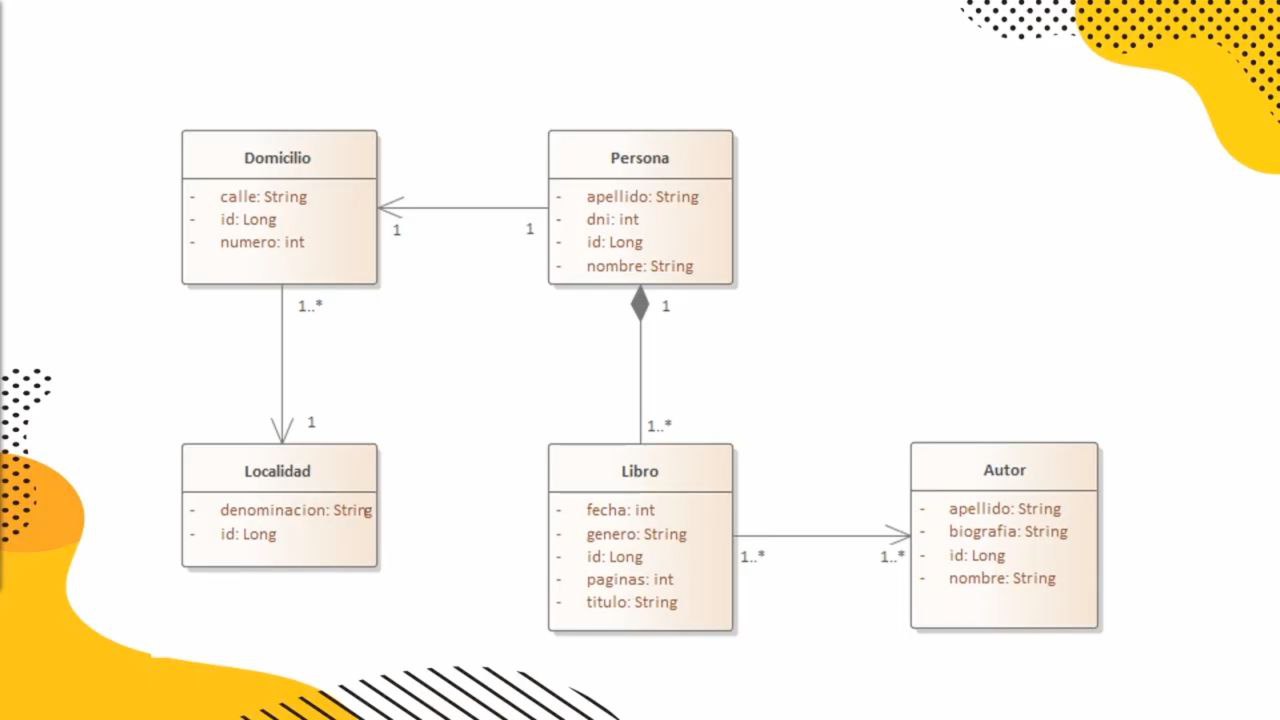 Domicilio
- calle: String
- id: Long
- numero: int
Persona
- apellido: String
- dni: int
- id: Long
- nombre: String
1
1
1..*
1
1
1..*
Localidad
- denominacion: String
- id: Long
Libro
- fecha: int
- genero: String
- id: Long
- paginas: int
- titulo: String
1..*
1..*
Autor
- apellido: String
- biografia: String
- id: Long
- nombre: String